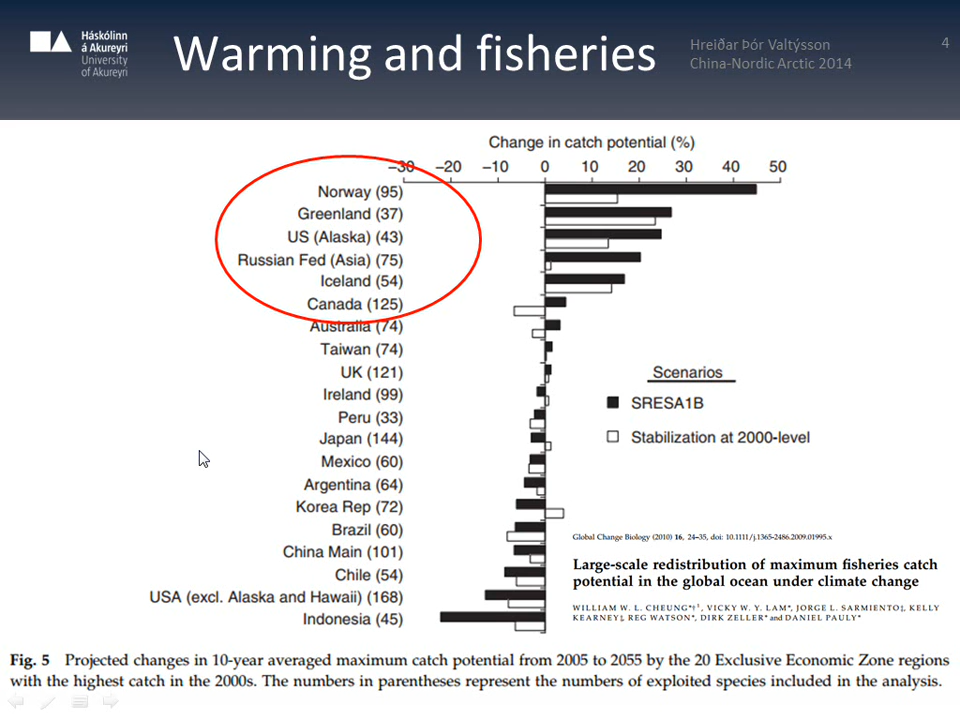 Háskólinn
á Akureyri
University
of Akureyri
Warming and fisheries
Hreiðar Þór Valtýsson
China-Nordic Arctic 2014
4
Change in catch potential (%)
–30 –20 –10 0 10 20 30 40 50
Norway (95)
Greenland (37)
US (Alaska) (43)
Russian Fed (Asia) (75)
Iceland (54)
Canada (125)
Australia (74)
Taiwan (74)
UK (121)
Ireland (99)
Peru (33)
Japan (144)
Mexico (60)
Argentina (64)
Korea Rep (72)
Brazil (60)
China Main (101)
Chile (54)
USA (excl. Alaska and Hawaii) (168)
Indonesia (45)
Scenarios
SRESA1B
Stabilization at 2000-level
Global Change Biology (2010) 16, 24–35, doi: 10.1111/j.1365-2486.2009.01995.x
Large-scale redistribution of maximum fisheries catch
potential in the global ocean under climate change
WILLIAM W. L. CHEUNG*†¹, VICKY W. Y. LAM*, JORGE L. SARMIENTO‡, KELLY
KEARNEY‡, REG WATSON*, DIRK ZELLER* and DANIEL PAULY*
Fig. 5 Projected changes in 10-year averaged maximum catch potential from 2005 to 2055 by the 20 Exclusive Economic Zone regions
with the highest catch in the 2000s. The numbers in parentheses represent the numbers of exploited species included in the analysis.